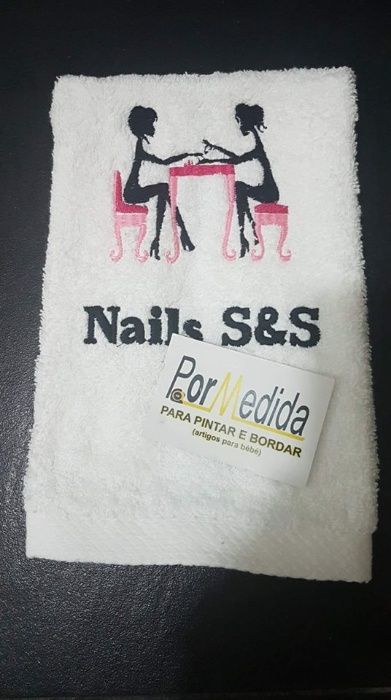 Nails S&S
PorMedida
PARA PINTAR E BORDAR
(artigos para bébé)